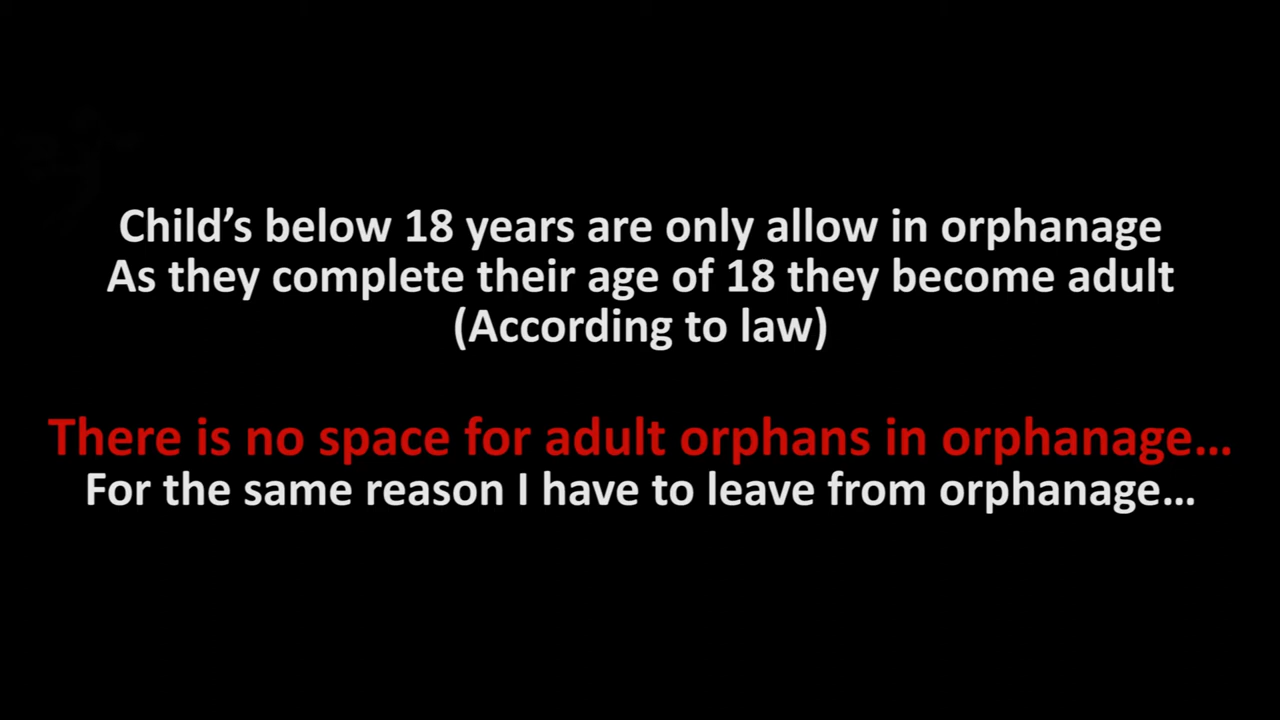 Child’s below 18 years are only allow in orphanage
As they complete their age of 18 they become adult
(According to law)
There is no space for adult orphans in orphanage…
For the same reason I have to leave from orphanage…